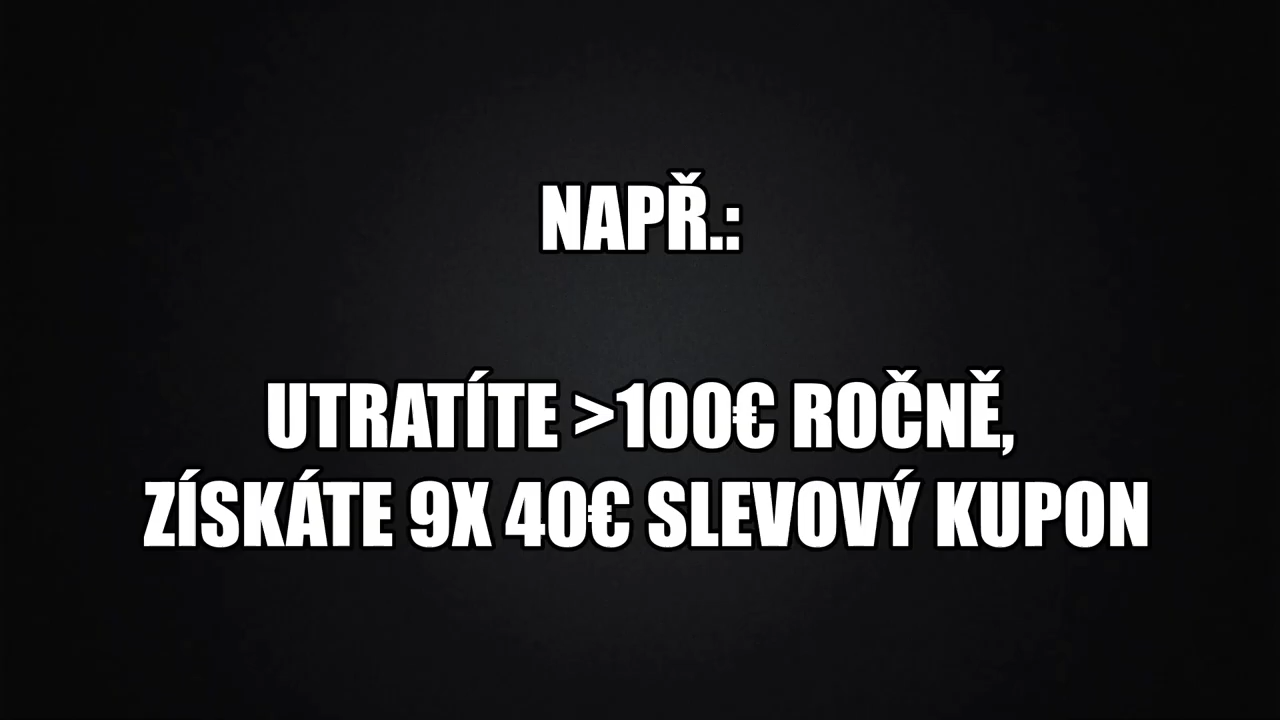 NAPŘ.:
UTRATÍTE >100€ ROČNĚ,
ZÍSKÁTE 9X 40€ SLEVOVÝ KUPON